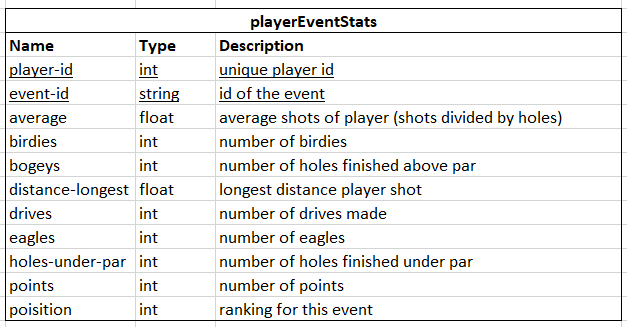 playerEventStats
Name Type Description
player-id int unique player id
event-id string id of the event
average float average shots of player (shots divided by holes)
birdies int number of birdies
bogeys int number of holes finished above par
distance-longest float longest distance player shot
drives int number of drives made
eagles int number of eagles
holes-under-par int number of holes finished under par
points int number of points
poisition int ranking for this event